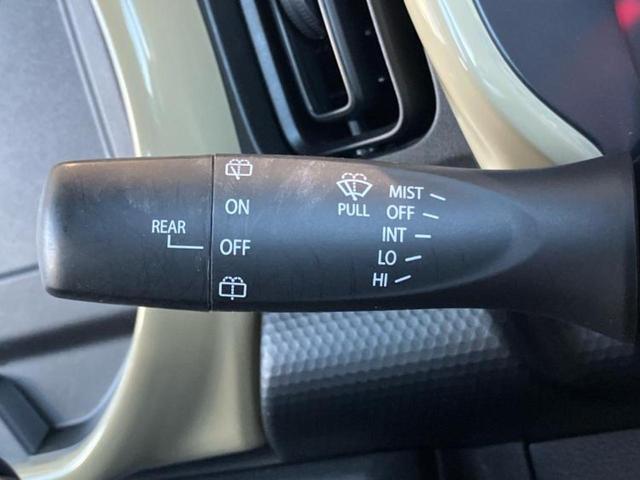 REAR
ON
OFF
PULL
MIST
OFF
INT
LO
HI